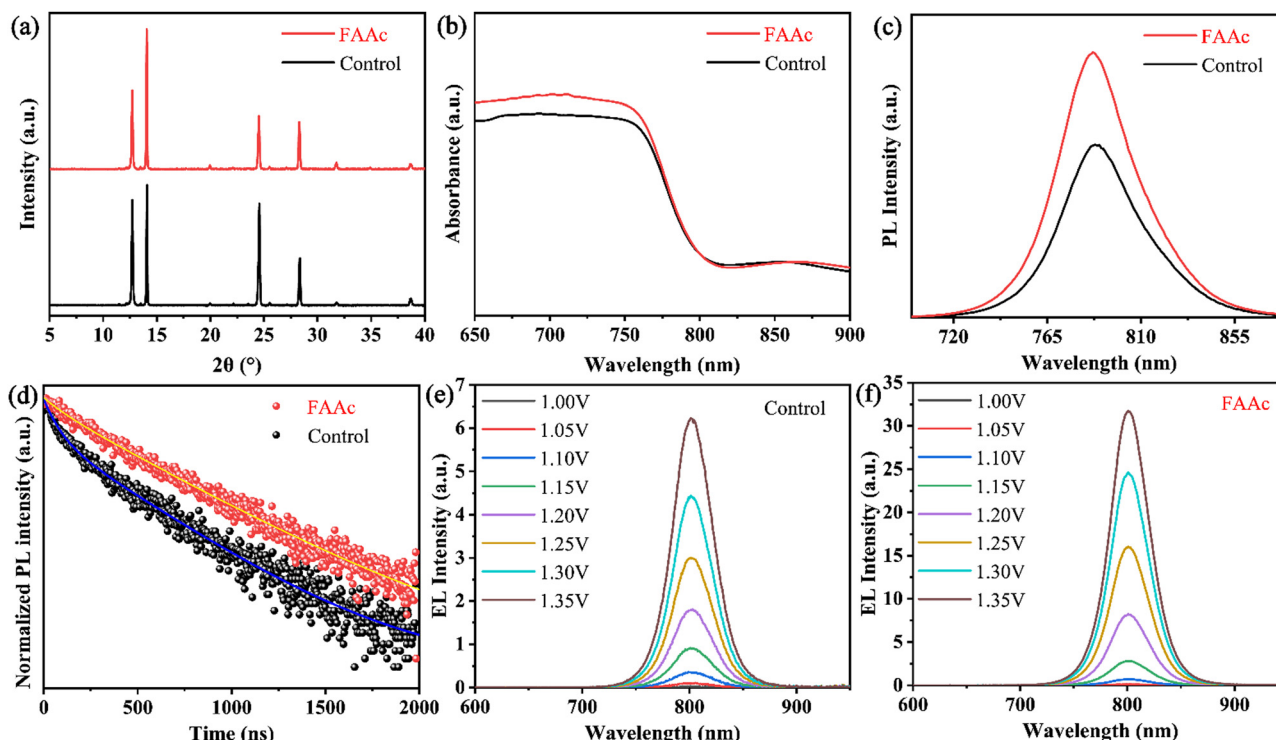 (a)
FAAc
Control
Intensity (a.u.)
5 10 15 20 25 30 35 40
2θ (°)
(b)
FAAc
Control
Absorbance (a.u.)
650 700 750 800 850 900
Wavelength (nm)
(c)
FAAc
Control
PL Intensity (a.u.)
720 765 810 855
Wavelength (nm)
(d)
FAAc
Control
Normalized PL Intensity (a.u.)
0 500 1000 1500 2000
Time (ns)
(e)
Control
1.00V
1.05V
1.10V
1.15V
1.20V
1.25V
1.30V
1.35V
EL Intensity (a.u.)
7
6
5
4
3
2
1
0
600 700 800 900
Wavelength (nm)
(f)
FAAc
1.00V
1.05V
1.10V
1.15V
1.20V
1.25V
1.30V
1.35V
EL Intensity (a.u.)
35
30
25
20
15
10
5
0
600 700 800 900
Wavelength (nm)